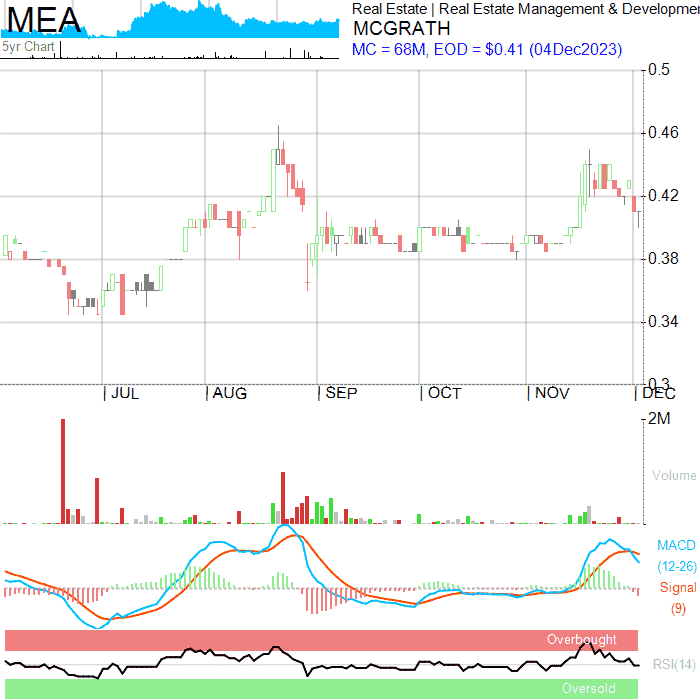 MEA
Real Estate | Real Estate Management & Developmen
MCGRATH
5yr Chart
MC = 68M, EOD = $0.41 (04Dec2023)
0.5
0.46
0.42
0.38
0.34
0.3
JUL AUG SEP OCT NOV DEC
2M
Volume
MACD
(12-26)
Signal
(9)
Overbought
RSI(14)
Oversold